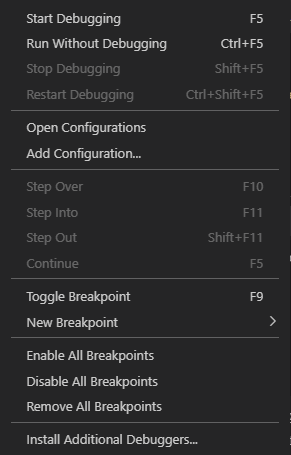 Start Debugging F5
Run Without Debugging Ctrl+F5
Stop Debugging Shift+F5
Restart Debugging Ctrl+Shift+F5
Open Configurations
Add Configuration...
Step Over F10
Step Into F11
Step Out Shift+F11
Continue F5
Toggle Breakpoint F9
New Breakpoint
Enable All Breakpoints
Disable All Breakpoints
Remove All Breakpoints
Install Additional Debuggers...